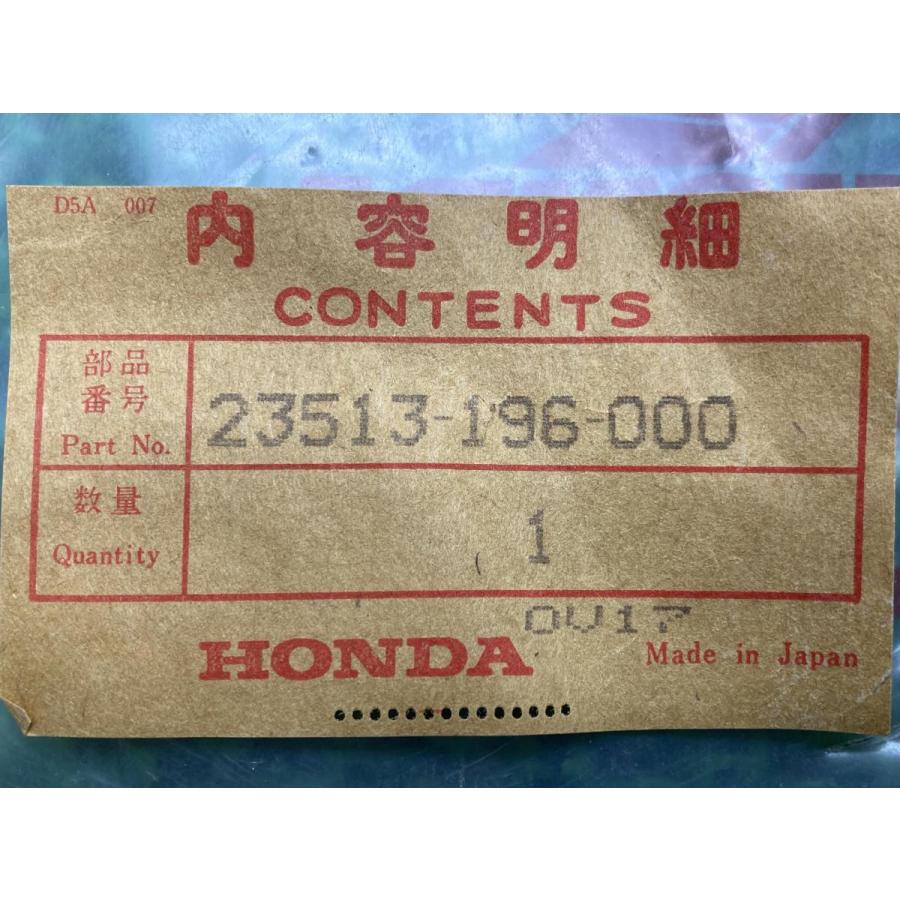 D5A 007
内容明細
CONTENTS
部品
番号
Part No.
23513-196-000
数量
Quantity
1
0V17
HONDA
Made in Japan